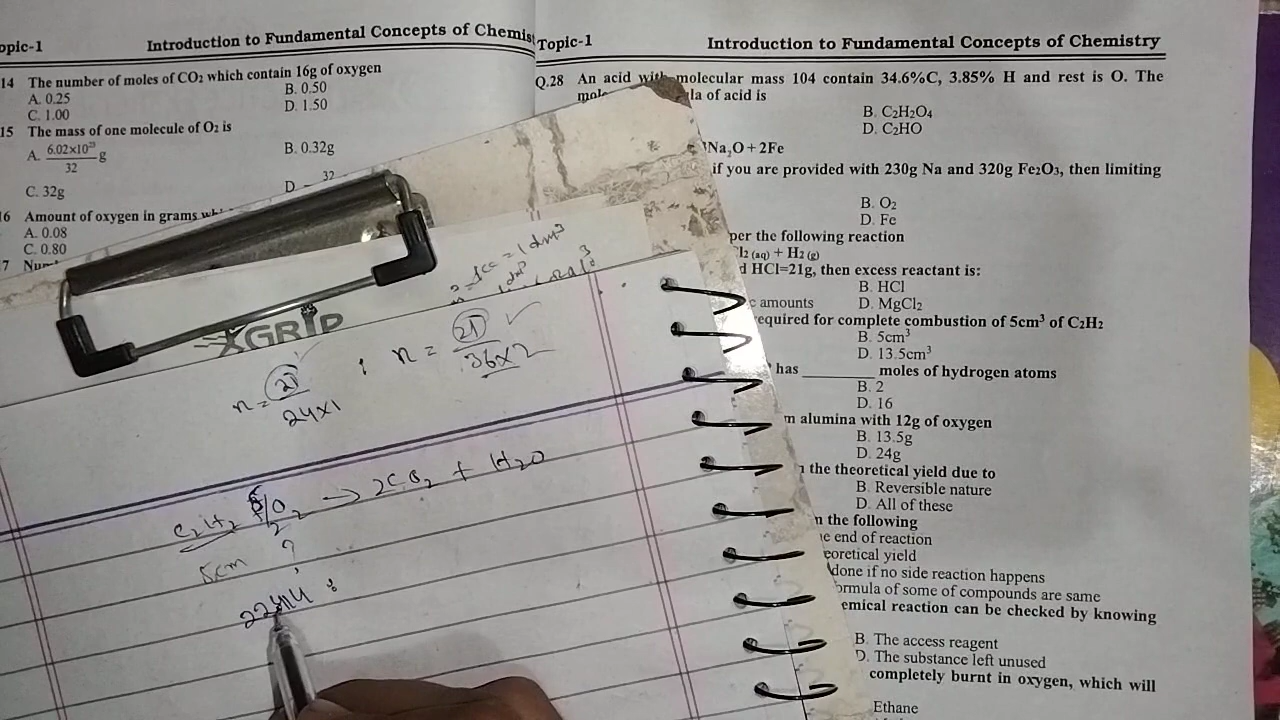 opic-1 Introduction to Fundamental Concepts of Chemis
14 The number of moles of CO₂ which contain 16g of oxygen
A. 0.25 B. 0.50
C. 1.00 D. 1.50
15 The mass of one molecule of O₂ is
A. 6.02×10²³/32 g B. 0.32g
C. 32g D. 32
6 Amount of oxygen in grams
A. 0.08
C. 0.80
7
XGRIP
n = 21/24×1 ; n = 21/36×2
C₂H₂ 5/2 O₂ → 2CO₂ + H₂O
5cm ?
22414 :
Topic-1 Introduction to Fundamental Concepts of Chemistry
Q.28 An acid with molecular mass 104 contain 34.6%C, 3.85% H and rest is O. The
la of acid is
B. C₂H₂O₄
D. C₂HO
Na₂O + 2Fe
if you are provided with 230g Na and 320g Fe₂O₃, then limiting
B. O₂
D. Fe
per the following reaction
l₂ (aq) + H₂ (g)
d HCl=21g, then excess reactant is:
B. HCl
c amounts D. MgCl₂
equired for complete combustion of 5cm³ of C₂H₂
B. 5cm³
D. 13.5cm³
has ________ moles of hydrogen atoms
B. 2
D. 16
m alumina with 12g of oxygen
B. 13.5g
D. 24g
the theoretical yield due to
B. Reversible nature
D. All of these
n the following
e end of reaction
eoretical yield
done if no side reaction happens
ormula of some of compounds are same
emical reaction can be checked by knowing
B. The access reagent
D. The substance left unused
completely burnt in oxygen, which will
Ethane